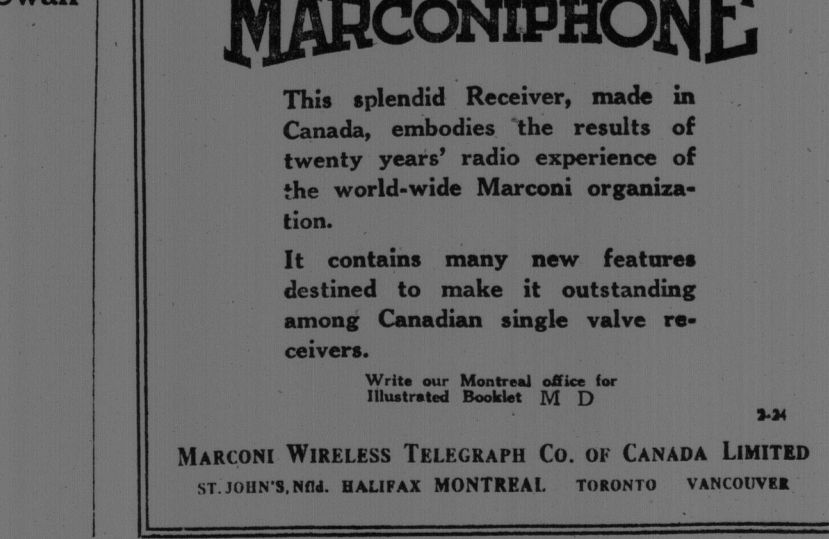 MARCONIPHONE
This splendid Receiver, made in
Canada, embodies the results of
twenty years' radio experience of
the world-wide Marconi organiza-
tion.
It contains many new features
destined to make it outstanding
among Canadian single valve re-
ceivers.
Write our Montreal office for
Illustrated Booklet M D
2-24
MARCONI WIRELESS TELEGRAPH CO. OF CANADA LIMITED
ST. JOHN'S, Nfld. HALIFAX MONTREAL TORONTO VANCOUVER